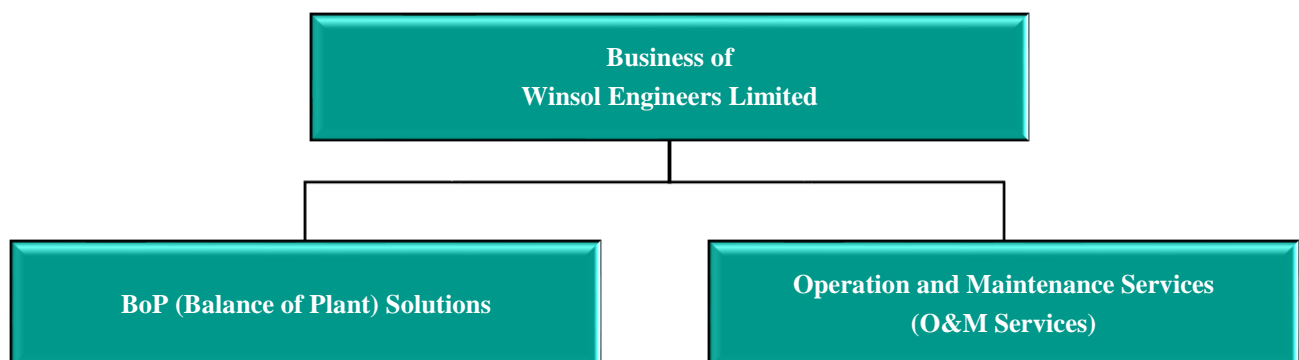 Business of
Winsol Engineers Limited
BoP (Balance of Plant) Solutions
Operation and Maintenance Services
(O&M Services)